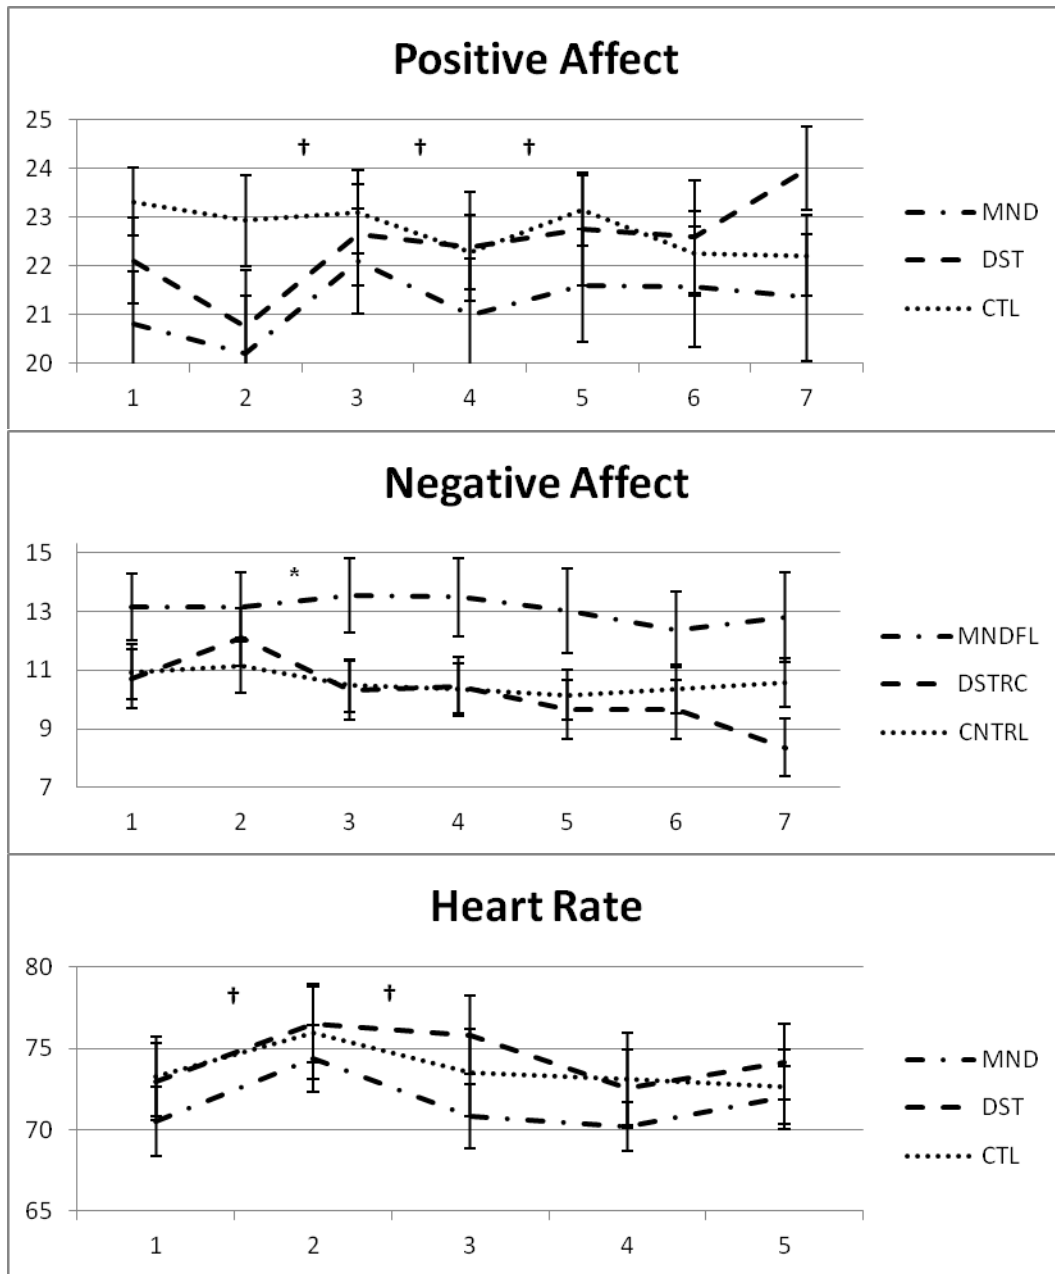 Positive Affect
25
† † †
24
23
MND
22
DST
21
CTL
20
1 2 3 4 5 6 7
Negative Affect
15
*
13
MNDFL
11
DSTRC
9
CNTRL
7
1 2 3 4 5 6 7
Heart Rate
80
† †
75
MND
70
DST
CTL
65
1 2 3 4 5